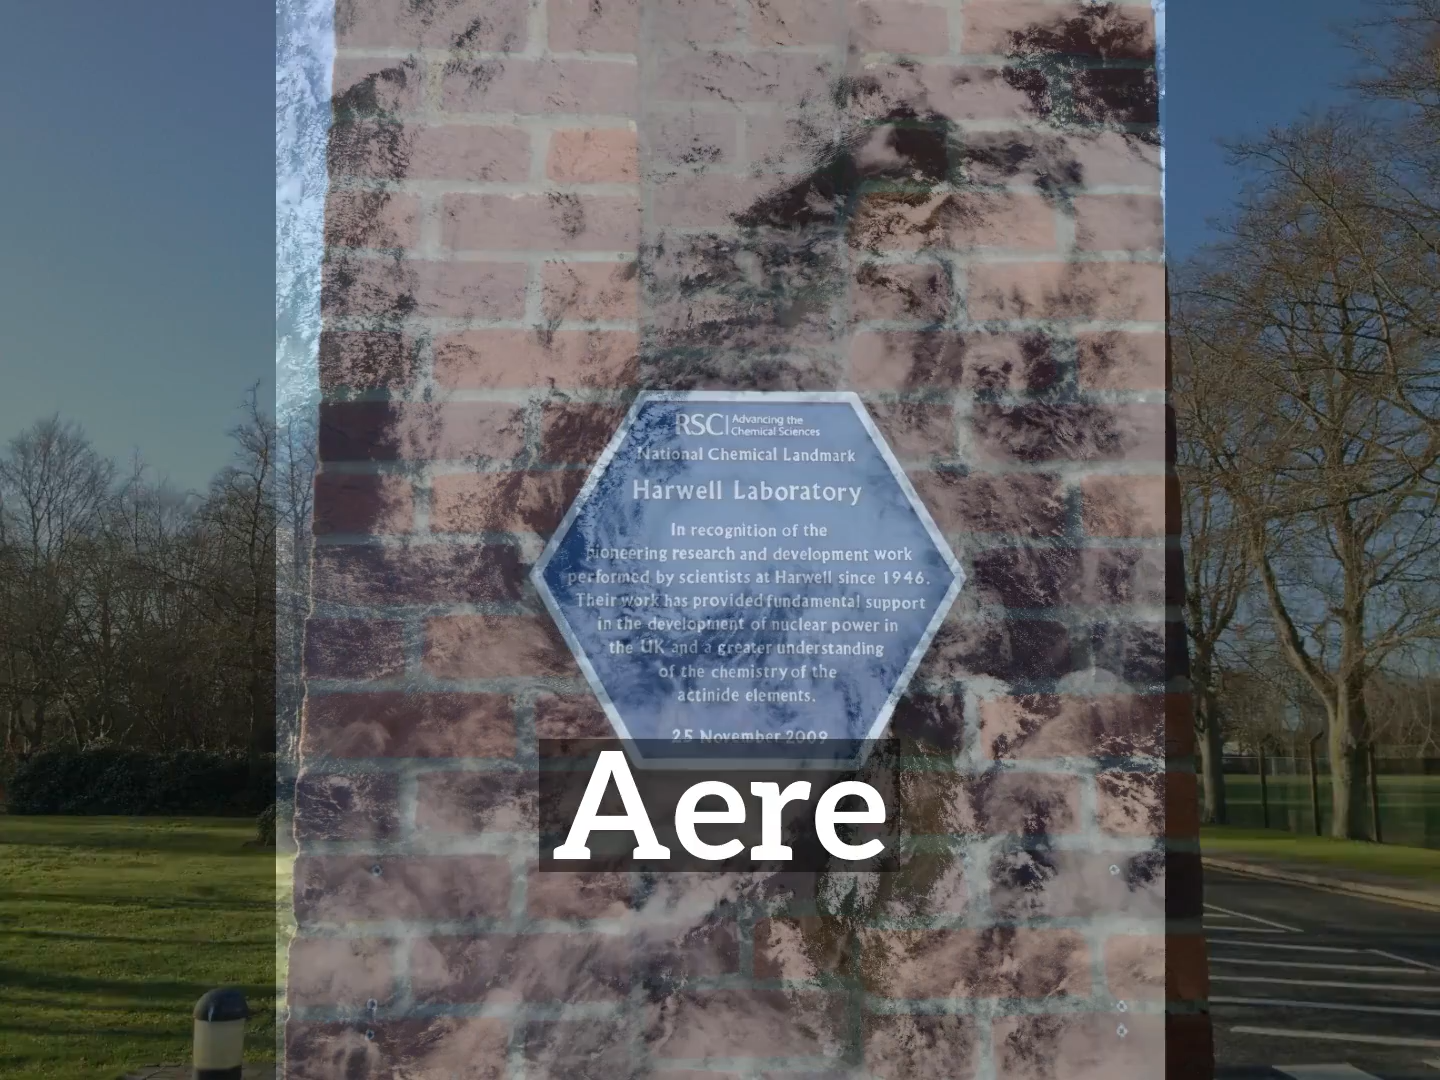 RSC | Advancing the
Chemical Sciences
National Chemical Landmark
Harwell Laboratory
In recognition of the
pioneering research and development work
performed by scientists at Harwell since 1946.
Their work has provided fundamental support
in the development of nuclear power in
the UK and a greater understanding
of the chemistry of the
actinide elements.
25 November 2009
Aere